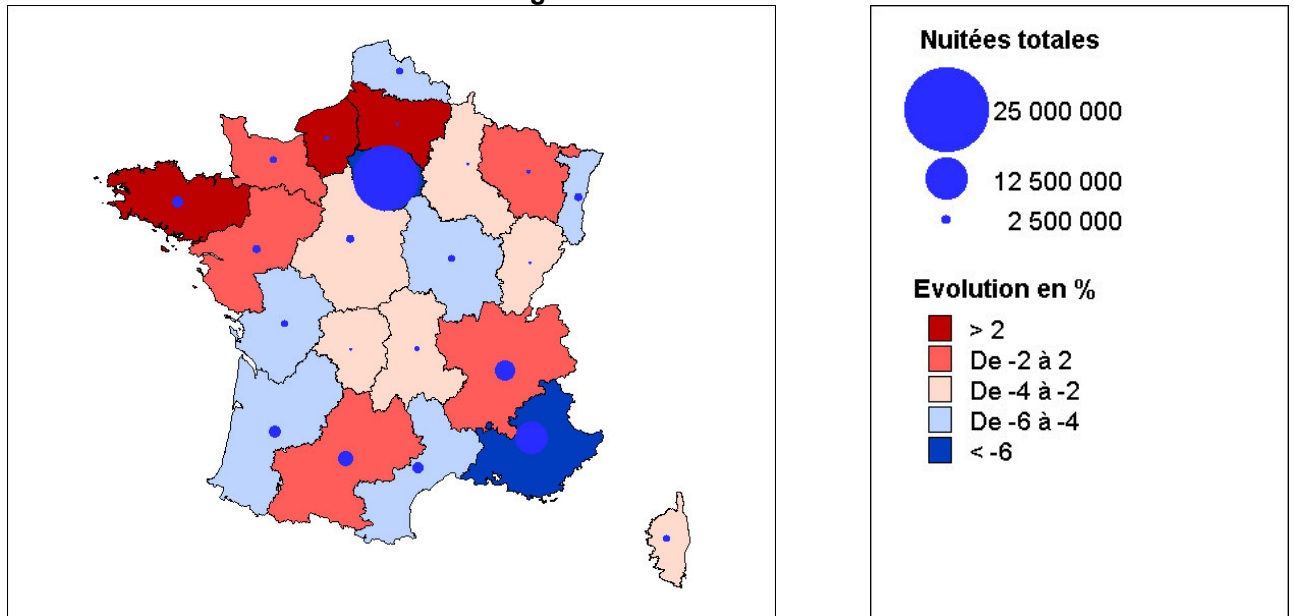 Nuitées totales
25 000 000
12 500 000
2 500 000
Evolution en %
> 2
De -2 à 2
De -4 à -2
De -6 à -4
< -6